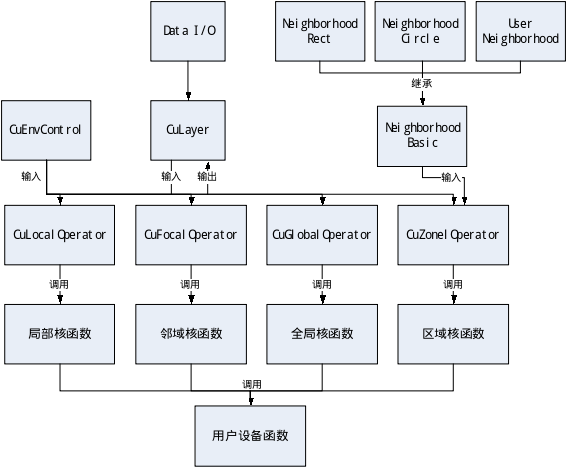 Data I/O
Neighborhood
Rect
Neighborhood
Circle
User
Neighborhood
继承
CuEnvControl
CuLayer
Neighborhood
Basic
输入
输入
输出
输入
CuLocalOperator
CuFocalOperator
CuGlobalOperator
CuZonelOperator
调用
调用
调用
调用
局部核函数
邻域核函数
全局核函数
区域核函数
调用
用户设备函数